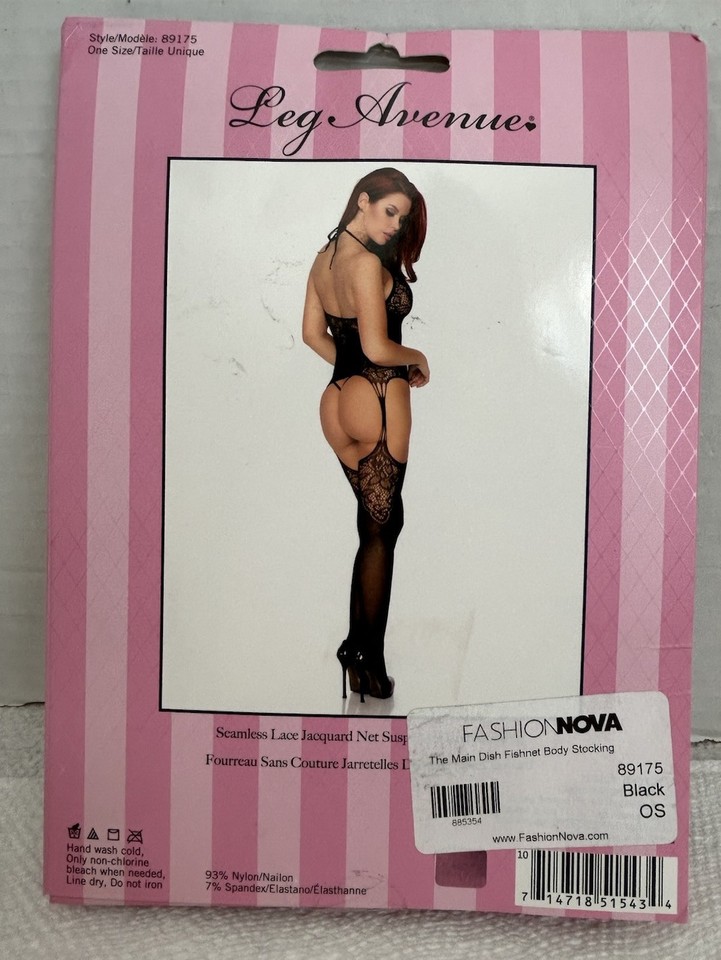 Style/Modèle: 89175
One Size/Taille Unique
Leg Avenue®
Seamless Lace Jacquard Net
Fourreau Sans Couture Jarretelles
FASHIONNOVA
The Main Dish Fishnet Body Stocking
89175
Black
OS
885354
www.FashionNova.com
Hand wash cold,
Only non-chlorine
bleach when needed,
Line dry, Do not iron
93% Nylon/Nailon
7% Spandex/Elastano/Élasthanne
10
7 14718 51543 4